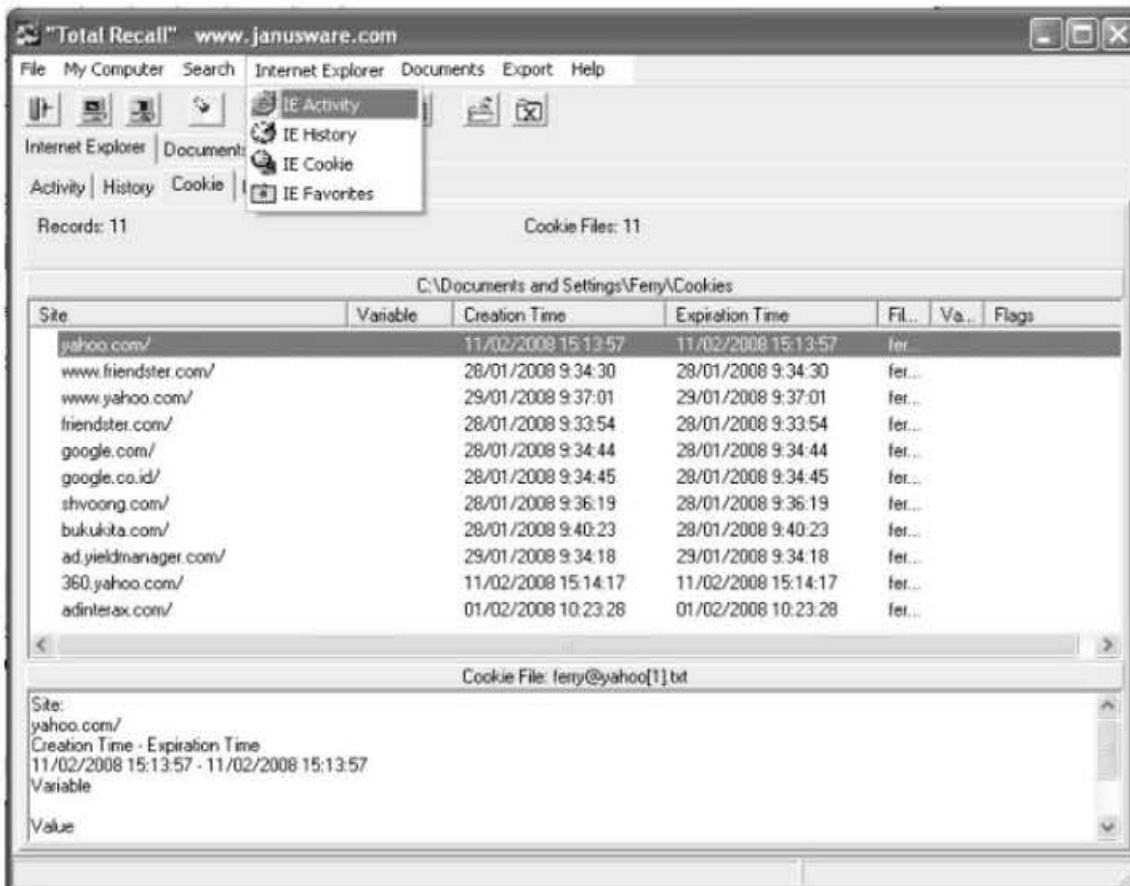 "Total Recall" www.janusware.com
File My Computer Search Internet Explorer Documents Export Help
IE Activity
IE History
IE Cookie
IE Favorites
Internet Explorer Documents
Activity History Cookie
Records: 11 Cookie Files: 11
C:\Documents and Settings\Ferry\Cookies
Site Variable Creation Time Expiration Time Fil... Va... Flags
yahoo.com/ 11/02/2008 15:13:57 11/02/2008 15:13:57 fer...
www.friendster.com/ 28/01/2008 9:34:30 28/01/2008 9:34:30 fer...
www.yahoo.com/ 29/01/2008 9:37:01 29/01/2008 9:37:01 fer...
friendster.com/ 28/01/2008 9:33:54 28/01/2008 9:33:54 fer...
google.com/ 28/01/2008 9:34:44 28/01/2008 9:34:44 fer...
google.co.id/ 28/01/2008 9:34:45 28/01/2008 9:34:45 fer...
shvoong.com/ 28/01/2008 9:36:19 28/01/2008 9:36:19 fer...
bukukita.com/ 28/01/2008 9:40:23 28/01/2008 9:40:23 fer...
ad.yieldmanager.com/ 29/01/2008 9:34:18 29/01/2008 9:34:18 fer...
360.yahoo.com/ 11/02/2008 15:14:17 11/02/2008 15:14:17 fer...
adinterax.com/ 01/02/2008 10:23:28 01/02/2008 10:23:28 fer...
Cookie File: ferry@yahoo[1].txt
Site:
yahoo.com/
Creation Time - Expiration Time
11/02/2008 15:13:57 - 11/02/2008 15:13:57
Variable
Value